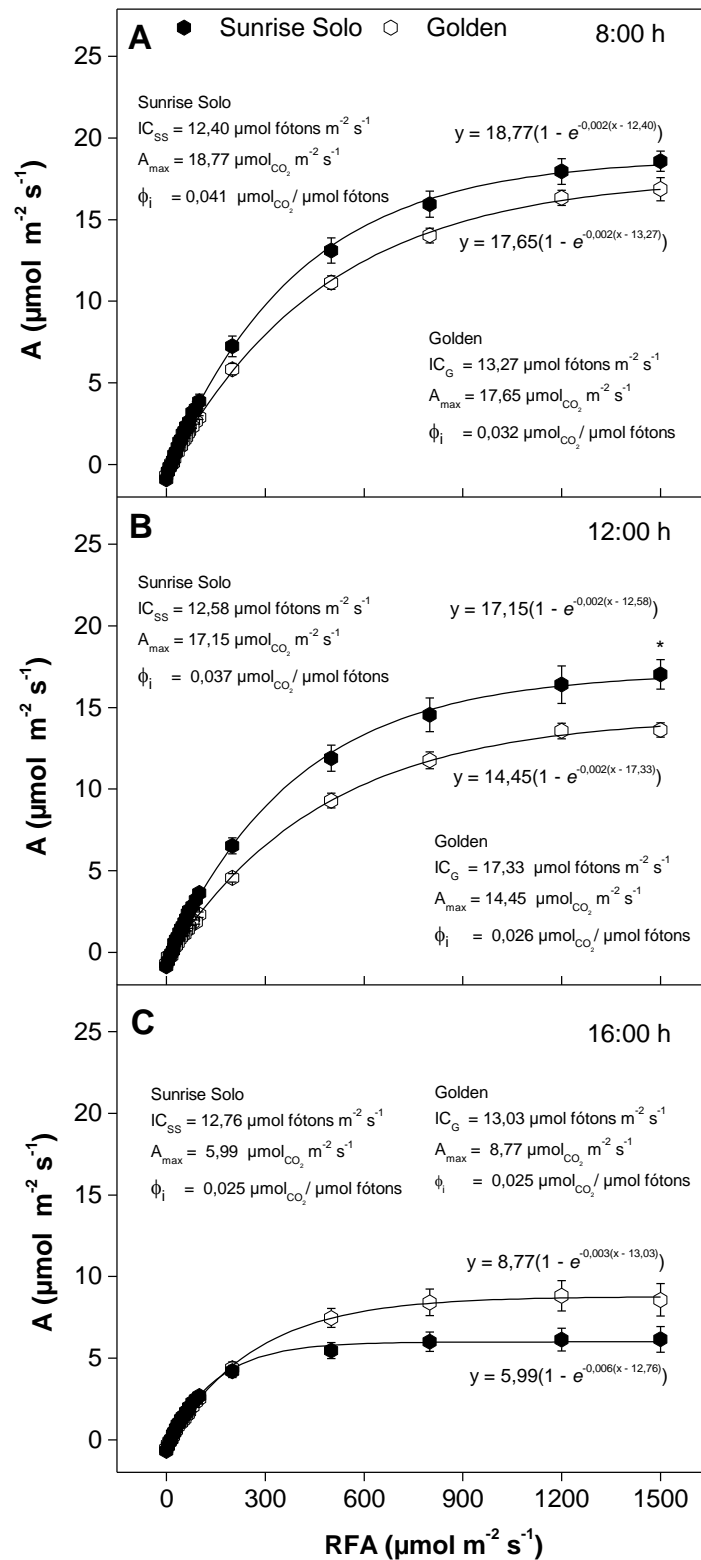 A Sunrise Solo Golden 8:00 h
25
20
15
10
5
0
A (µmol m-2 s-1)
Sunrise Solo
ICSS = 12,40 µmol fótons m-2 s-1
Amax = 18,77 µmolCO2 m-2 s-1
ϕi = 0,041 µmolCO2/ µmol fótons
y = 18,77(1 - e-0,002(x - 12,40))
y = 17,65(1 - e-0,002(x - 13,27))
Golden
ICG = 13,27 µmol fótons m-2 s-1
Amax = 17,65 µmolCO2 m-2 s-1
ϕi = 0,032 µmolCO2/ µmol fótons
B 12:00 h
25
20
15
10
5
0
A (µmol m-2 s-1)
Sunrise Solo
ICSS = 12,58 µmol fótons m-2 s-1
Amax = 17,15 µmolCO2 m-2 s-1
ϕi = 0,037 µmolCO2/ µmol fótons
y = 17,15(1 - e-0,002(x - 12,58))
*
y = 14,45(1 - e-0,002(x - 17,33))
Golden
ICG = 17,33 µmol fótons m-2 s-1
Amax = 14,45 µmolCO2 m-2 s-1
ϕi = 0,026 µmolCO2/ µmol fótons
C 16:00 h
25
20
15
10
5
0
A (µmol m-2 s-1)
Sunrise Solo
ICSS = 12,76 µmol fótons m-2 s-1
Amax = 5,99 µmolCO2 m-2 s-1
ϕi = 0,025 µmolCO2/ µmol fótons
Golden
ICG = 13,03 µmol fótons m-2 s-1
Amax = 8,77 µmolCO2 m-2 s-1
ϕi = 0,025 µmolCO2/ µmol fótons
y = 8,77(1 - e-0,003(x - 13,03))
y = 5,99(1 - e-0,006(x - 12,76))
0 300 600 900 1200 1500
RFA (µmol m-2 s-1)